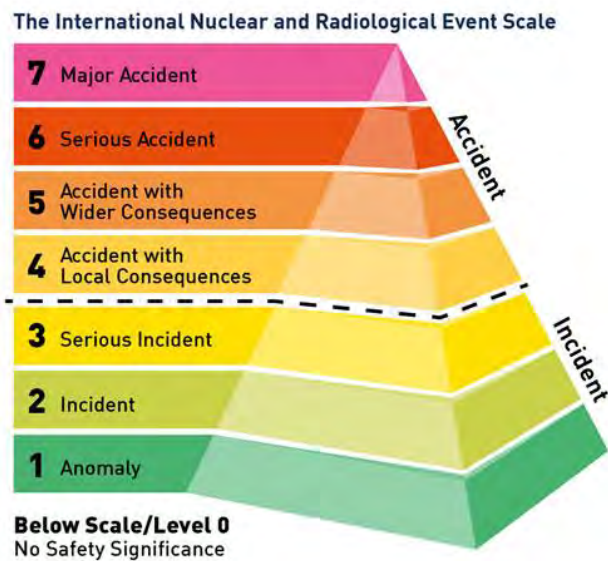 The International Nuclear and Radiological Event Scale
7 Major Accident
6 Serious Accident
5 Accident with
Wider Consequences
4 Accident with
Local Consequences
Accident
3 Serious Incident
2 Incident
1 Anomaly
Incident
Below Scale/Level 0
No Safety Significance